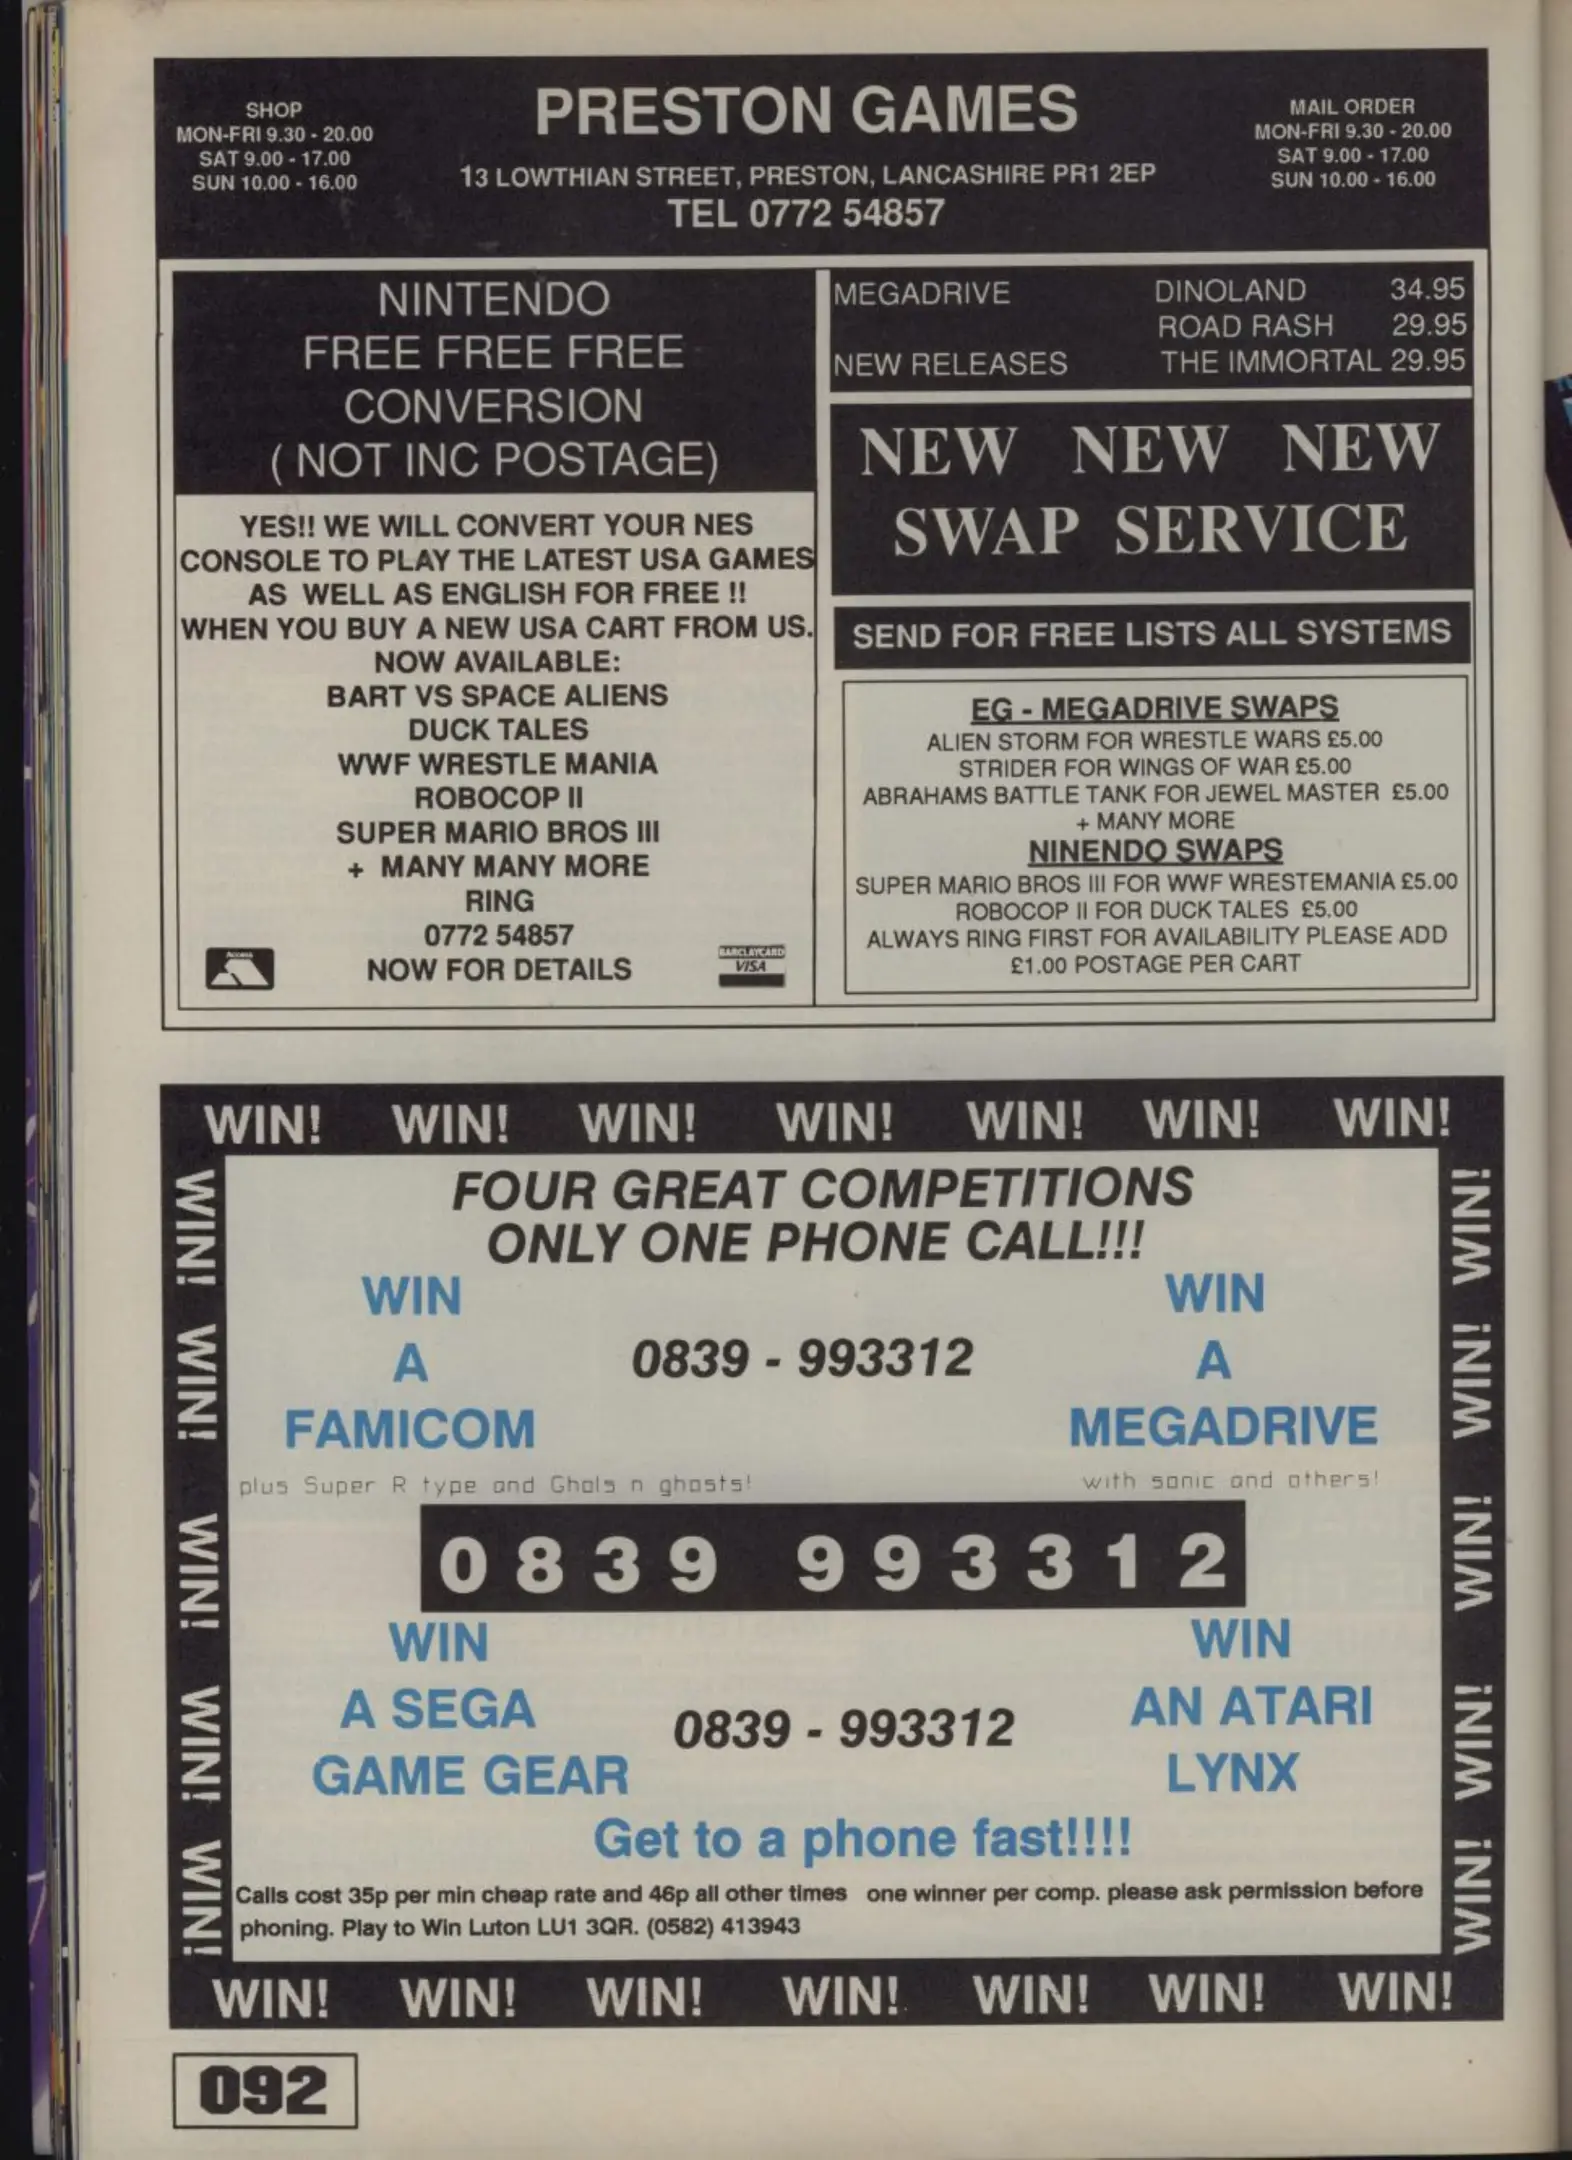 SHOP
MON-FRI 9.30 - 20.00
SAT 9.00 - 17.00
SUN 10.00 - 16.00
PRESTON GAMES
13 LOWTHIAN STREET, PRESTON, LANCASHIRE PR1 2EP
TEL 0772 54857
MAIL ORDER
MON-FRI 9.30 - 20.00
SAT 9.00 - 17.00
SUN 10.00 - 16.00
NINTENDO
FREE FREE FREE
CONVERSION
( NOT INC POSTAGE)
YES!! WE WILL CONVERT YOUR NES
CONSOLE TO PLAY THE LATEST USA GAMES
AS WELL AS ENGLISH FOR FREE !!
WHEN YOU BUY A NEW USA CART FROM US.
NOW AVAILABLE:
BART VS SPACE ALIENS
DUCK TALES
WWF WRESTLE MANIA
ROBOCOP II
SUPER MARIO BROS III
+ MANY MANY MORE
RING
0772 54857
NOW FOR DETAILS
Access
BARCLAYCARD
VISA
MEGADRIVE DINOLAND 34.95
ROAD RASH 29.95
NEW RELEASES THE IMMORTAL 29.95
NEW NEW NEW
SWAP SERVICE
SEND FOR FREE LISTS ALL SYSTEMS
EG - MEGADRIVE SWAPS
ALIEN STORM FOR WRESTLE WARS £5.00
STRIDER FOR WINGS OF WAR £5.00
ABRAHAMS BATTLE TANK FOR JEWEL MASTER £5.00
+ MANY MORE
NINENDO SWAPS
SUPER MARIO BROS III FOR WWF WRESTEMANIA £5.00
ROBOCOP II FOR DUCK TALES £5.00
ALWAYS RING FIRST FOR AVAILABILITY PLEASE ADD
£1.00 POSTAGE PER CART
WIN! WIN! WIN! WIN! WIN! WIN! WIN!
WIN! WIN! WIN! WIN! WIN!
FOUR GREAT COMPETITIONS
ONLY ONE PHONE CALL!!!
WIN
A
FAMICOM
plus Super R type and Ghols n ghosts!
0839 - 993312
WIN
A
MEGADRIVE
with sonic and others!
0839 993312
WIN
A SEGA
GAME GEAR
0839 - 993312
WIN
AN ATARI
LYNX
Get to a phone fast!!!!
Calls cost 35p per min cheap rate and 46p all other times one winner per comp. please ask permission before
phoning. Play to Win Luton LU1 3QR. (0582) 413943
WIN! WIN! WIN! WIN! WIN!
WIN! WIN! WIN! WIN! WIN! WIN! WIN!
092